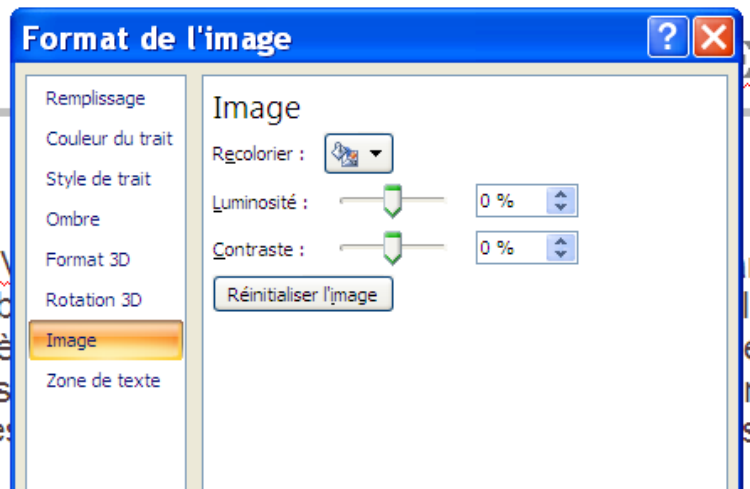 Format de l'image
Remplissage
Couleur du trait
Style de trait
Ombre
Format 3D
Rotation 3D
Image
Zone de texte
Image
Recolorier :
Luminosité : 0 %
Contraste : 0 %
Réinitialiser l'image